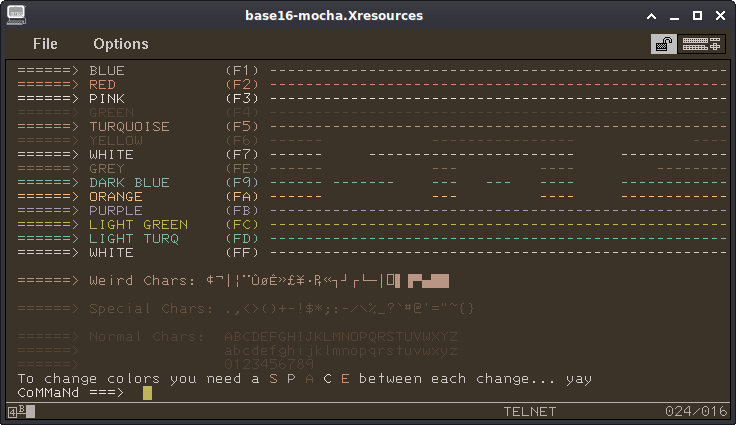 base16-mocha.Xresources
File Options
======> BLUE (F1) ---------------------------------------------------
======> RED (F2) ---------------------------------------------------
======> PINK (F3) ---------------------------------------------------
======> GREEN (F4) ---------------------------------------------------
======> TURQUOISE (F5) ---------------------------------------------------
======> YELLOW (F6) ------ --- ---- ----
======> WHITE (F7) ------ ------------------------ ------------
======> GREY (FE) ------ --- ---- ------------
======> DARK BLUE (F9) ------ ------- --- --- ---- ------------
======> ORANGE (FA) ------ --- ---- ------------
======> PURPLE (FB) ---------------------------------------------------
======> LIGHT GREEN (FC) ---------------------------------------------------
======> LIGHT TURQ (FD) ---------------------------------------------------
======> WHITE (FF) ---------------------------------------------------
======> Weird Chars: ¢¬|¦¨ÛøÊ»£¥·₧«┐┘┌└─│
======> Special Chars: .,<>()+-!$*;:-/\%_?`#@'="~{}
======> Normal Chars: ABCDEFGHIJKLMNOPQRSTUVWXYZ
======> abcdefghijklmnopqrstuvwxyz
======> 0123456789
To change colors you need a S P A C E between each change... yay
CoMMaNd ===>
4B TELNET 024/016